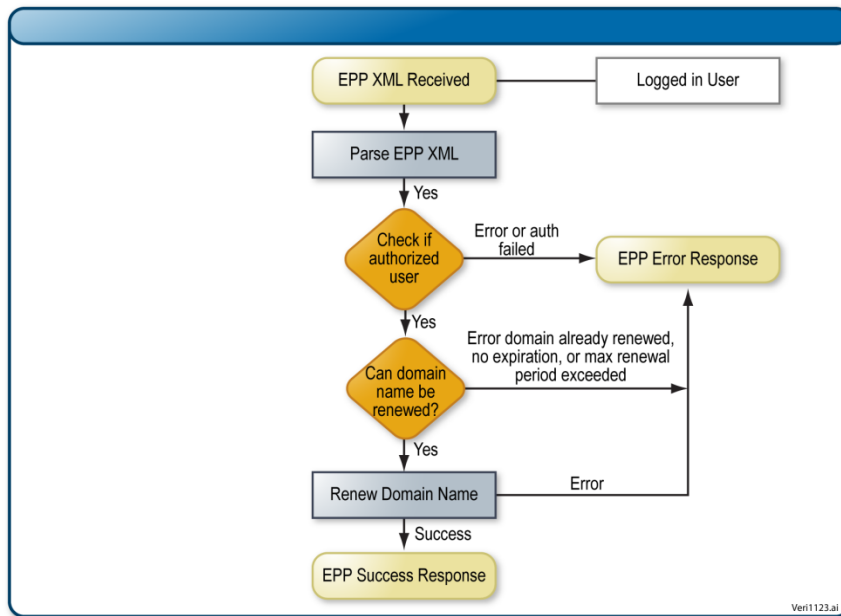 EPP XML Received
Logged in User
Parse EPP XML
Yes
Check if
authorized
user
Error or auth
failed
EPP Error Response
Yes
Error domain already renewed,
no expiration, or max renewal
period exceeded
Can domain
name be
renewed?
Yes
Renew Domain Name
Error
Success
EPP Success Response
Veri1123.ai